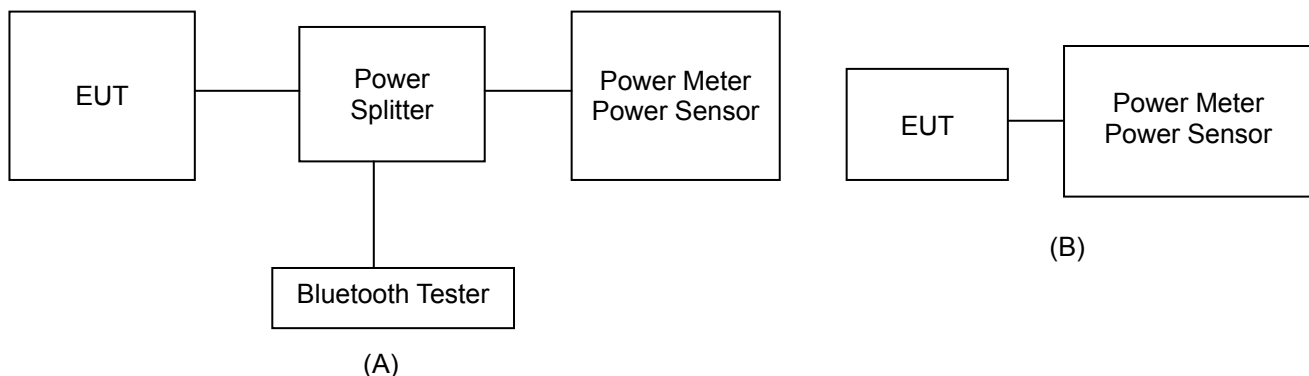 EUT
Power
Splitter
Power Meter
Power Sensor
Bluetooth Tester
(A)
EUT
Power Meter
Power Sensor
(B)